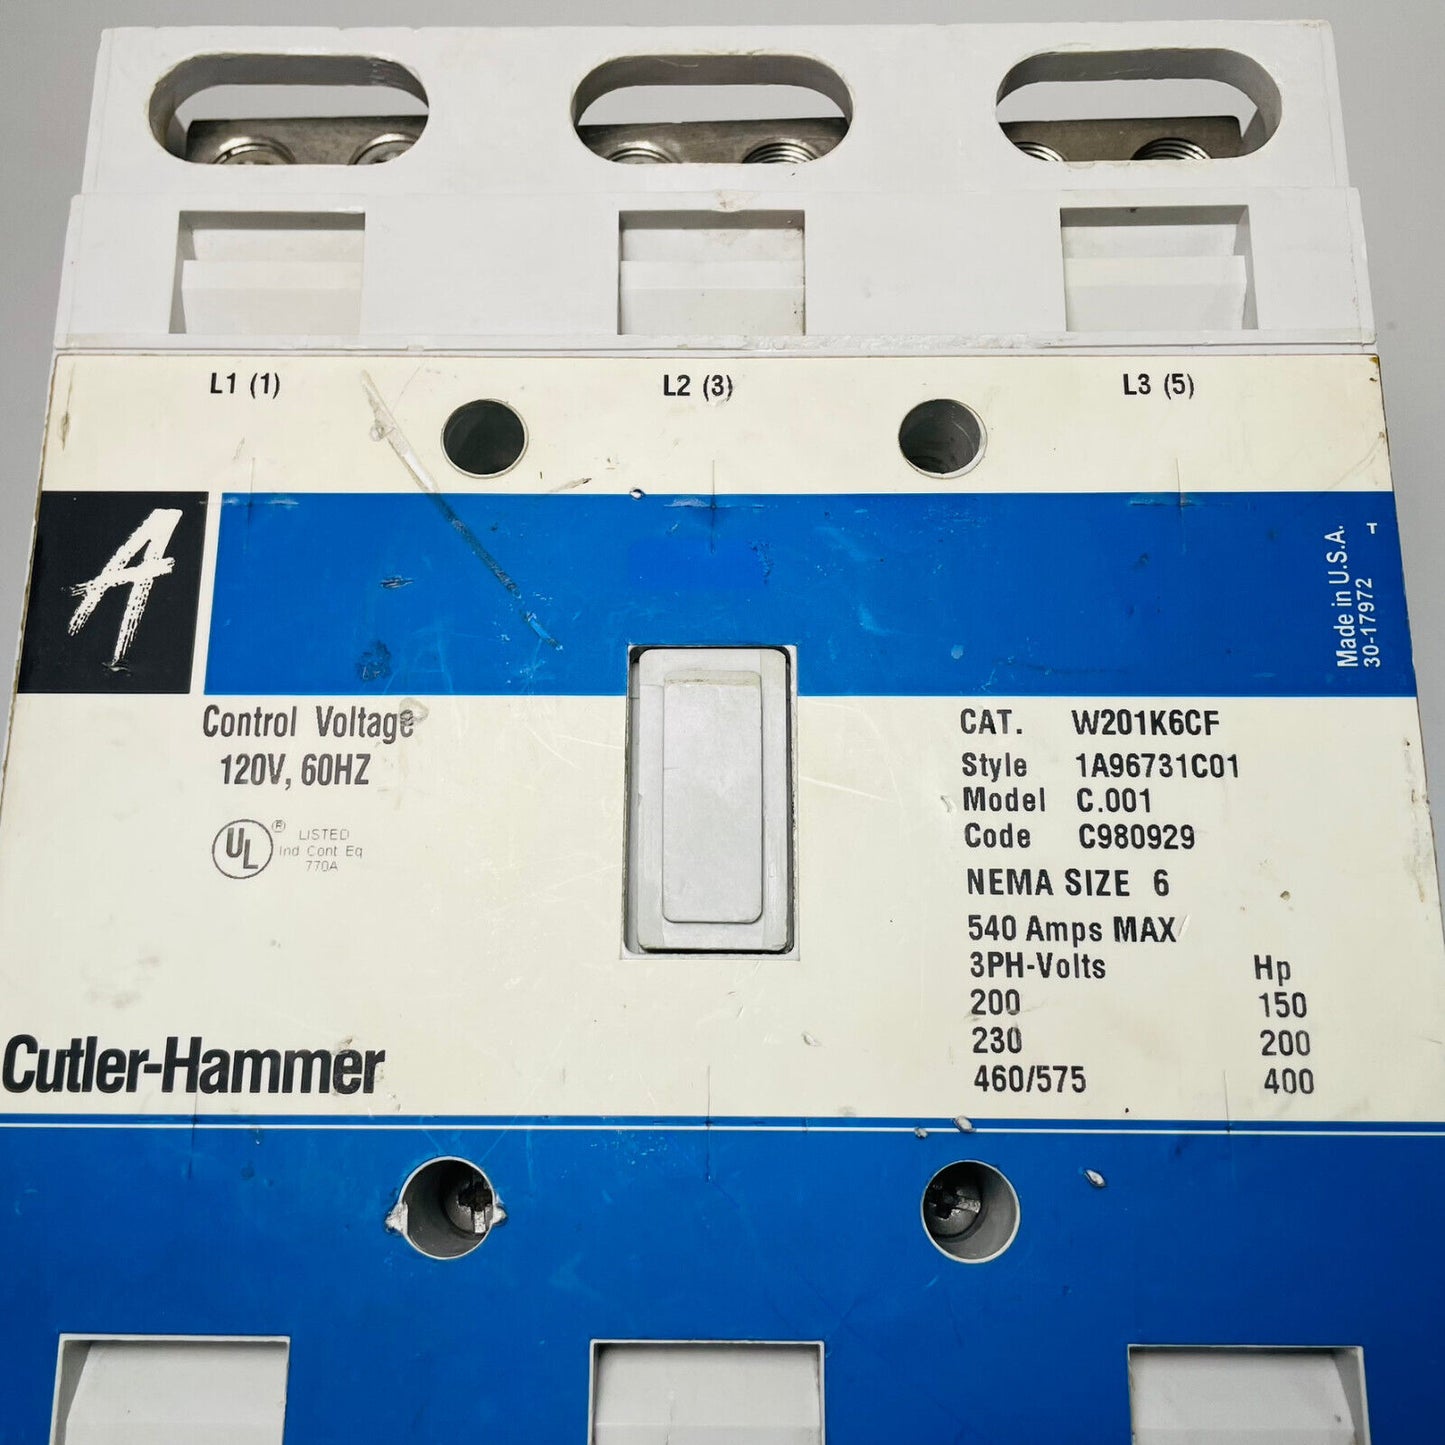 L1 (1)
L2 (3)
L3 (5)
A
Made in U.S.A.
30-17972
Control Voltage
120V, 60HZ
UL ® LISTED
Ind Cont Eq
770A
CAT. W201K6CF
Style 1A96731C01
Model C.001
Code C980929
NEMA SIZE 6
540 Amps MAX
3PH-Volts Hp
200 150
230 200
460/575 400
Cutler-Hammer